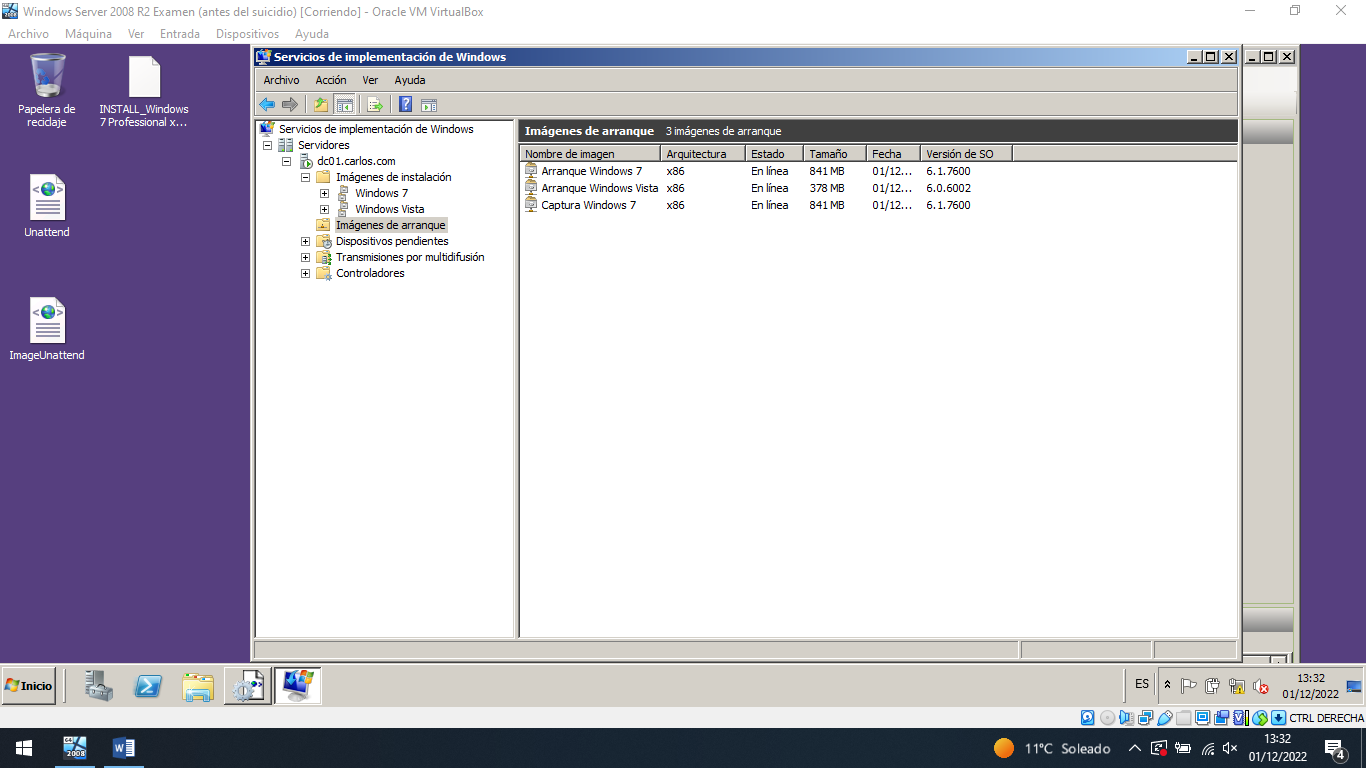 Windows Server 2008 R2 Examen (antes del suicidio) [Corriendo] - Oracle VM VirtualBox
Archivo Máquina Ver Entrada Dispositivos Ayuda
Papelera de reciclaje
INSTALL_Windows 7 Professional x...
Unattend
ImageUnattend
Servicios de implementación de Windows
Archivo Acción Ver Ayuda
Servicios de implementación de Windows
Servidores
dc01.carlos.com
Imágenes de instalación
Windows 7
Windows Vista
Imágenes de arranque
Dispositivos pendientes
Transmisiones por multidifusión
Controladores
Imágenes de arranque 3 imágenes de arranque
Nombre de imagen Arquitectura Estado Tamaño Fecha Versión de SO
Arranque Windows 7 x86 En línea 841 MB 01/12... 6.1.7600
Arranque Windows Vista x86 En línea 378 MB 01/12... 6.0.6002
Captura Windows 7 x86 En línea 841 MB 01/12... 6.1.7600
Inicio
ES
13:32
01/12/2022
CTRL DERECHA
2008
11°C Soleado
13:32
01/12/2022
4